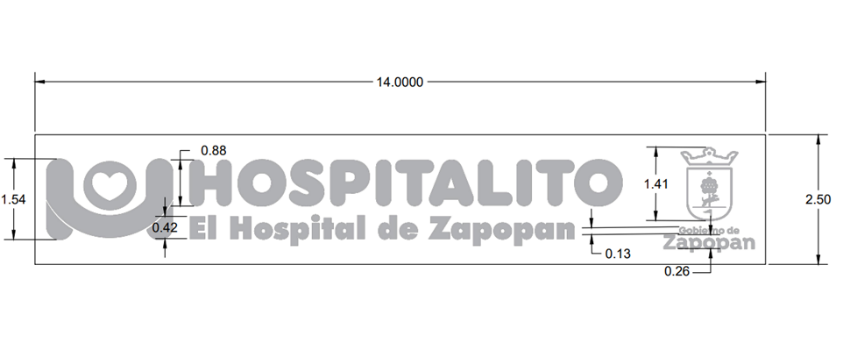 14.0000
0.88
HOSPITALITO
1.54
1.41
2.50
0.42
El Hospital de Zapopan
Gobierno de
Zapopan
0.13
0.26